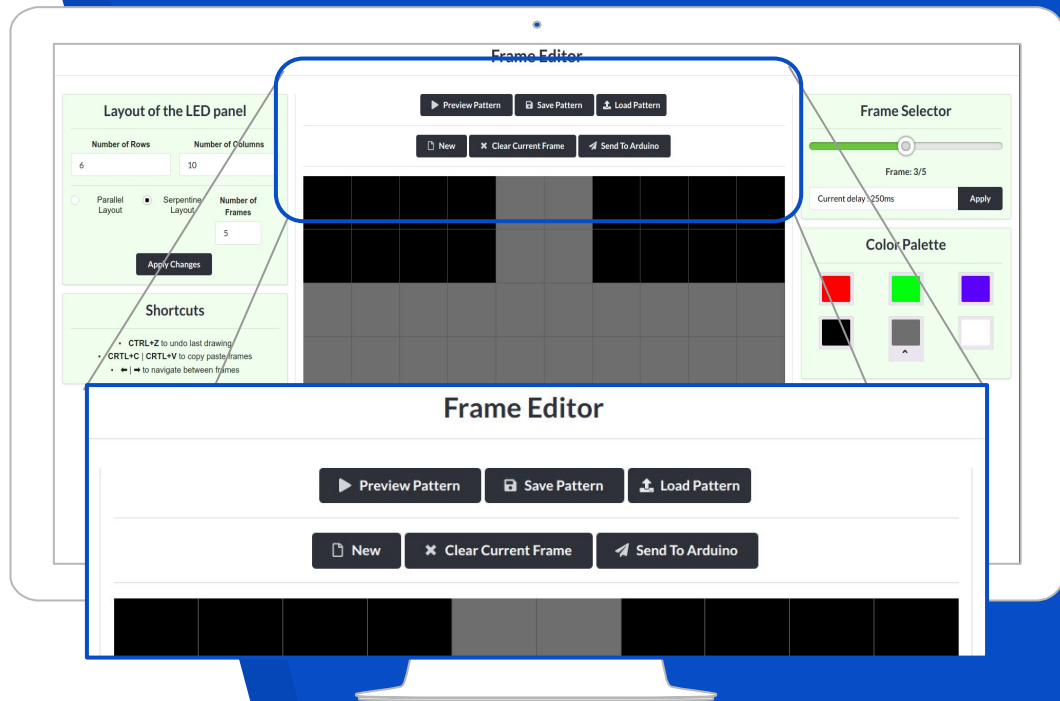 Frame Editor
Preview Pattern Save Pattern Load Pattern
New Clear Current Frame Send To Arduino
Layout of the LED panel
Number of Rows Number of Columns
6 10
Parallel Layout Serpentine Layout Number of Frames
5
Apply Changes
Shortcuts
• CTRL+Z to undo last drawing
• CRTL+C | CRTL+V to copy paste frames
• ⬅ | ➡ to navigate between frames
Frame Selector
Frame: 3/5
Current delay : 250ms Apply
Color Palette
Frame Editor
Preview Pattern Save Pattern Load Pattern
New Clear Current Frame Send To Arduino